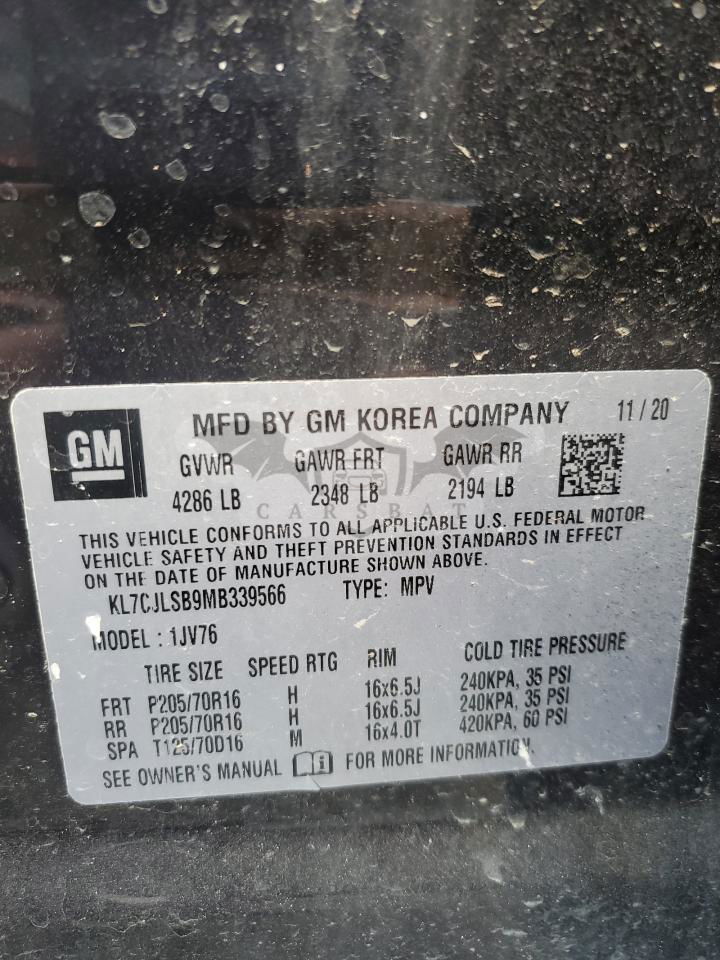 GM
MFD BY GM KOREA COMPANY 11 / 20
GVWR GAWR FRT GAWR RR
4286 LB 2348 LB 2194 LB
CARSBAT
THIS VEHICLE CONFORMS TO ALL APPLICABLE U.S. FEDERAL MOTOR
VEHICLE SAFETY AND THEFT PREVENTION STANDARDS IN EFFECT
ON THE DATE OF MANUFACTURE SHOWN ABOVE.
KL7CJLSB9MB339566 TYPE: MPV
MODEL : 1JV76
TIRE SIZE SPEED RTG RIM COLD TIRE PRESSURE
FRT P205/70R16 H 16x6.5J 240KPA, 35 PSI
RR P205/70R16 H 16x6.5J 240KPA, 35 PSI
SPA T125/70D16 M 16x4.0T 420KPA, 60 PSI
SEE OWNER'S MANUAL i FOR MORE INFORMATION.